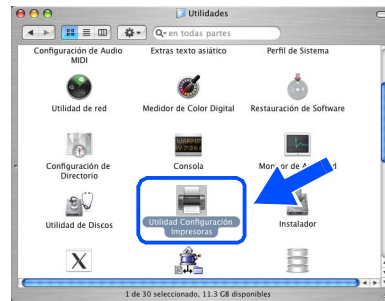 Utilidades
en todas partes
Configuración de Audio MIDI
Extras texto asiático
Perfil de Sistema
Utilidad de red
Medidor de Color Digital
Restauración de Software
Configuración de Directorio
Consola
Monitor de
Utilidad de Discos
Utilidad Configuración Impresoras
Instalador
1 de 30 seleccionado, 11.3 GB disponibles